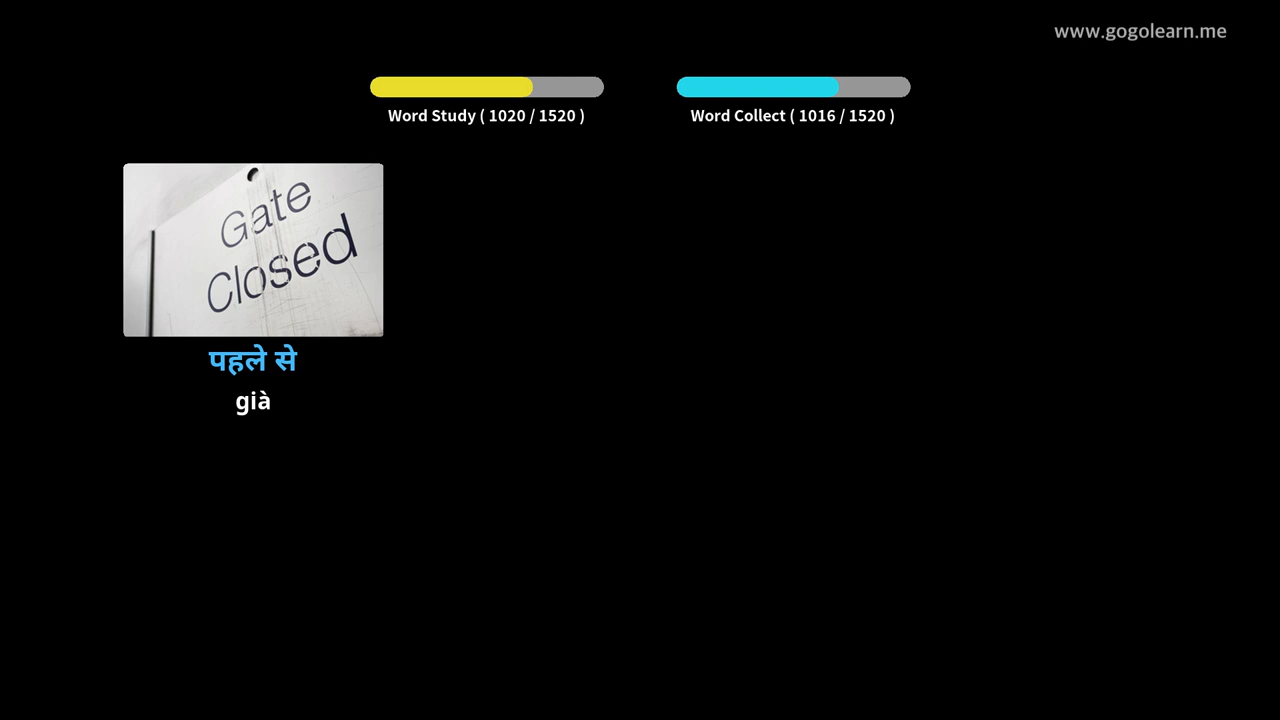 www.gogolearn.me
Word Study ( 1020 / 1520 )
Word Collect ( 1016 / 1520 )
Gate
Closed
पहले से
già